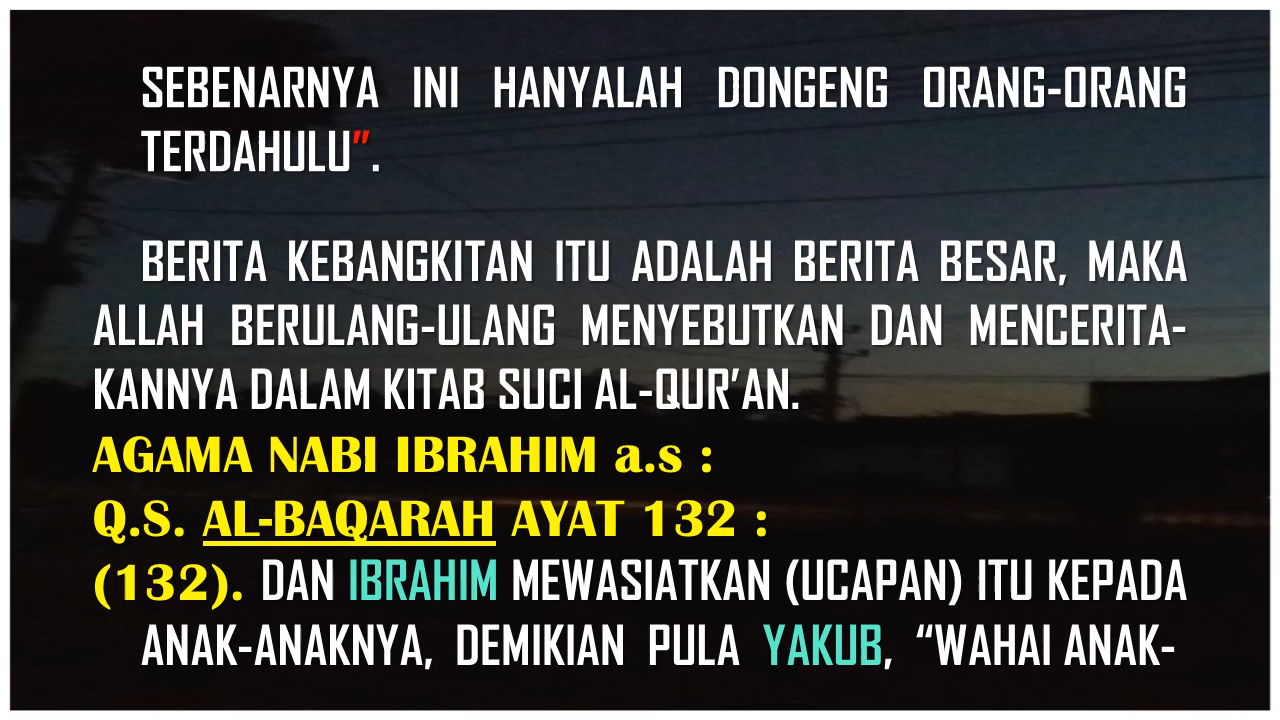 SEBENARNYA INI HANYALAH DONGENG ORANG-ORANG
TERDAHULU”.
BERITA KEBANGKITAN ITU ADALAH BERITA BESAR, MAKA
ALLAH BERULANG-ULANG MENYEBUTKAN DAN MENCERITA-
KANNYA DALAM KITAB SUCI AL-QUR’AN.
AGAMA NABI IBRAHIM a.s :
Q.S. AL-BAQARAH AYAT 132 :
(132). DAN IBRAHIM MEWASIATKAN (UCAPAN) ITU KEPADA
ANAK-ANAKNYA, DEMIKIAN PULA YAKUB, “WAHAI ANAK-